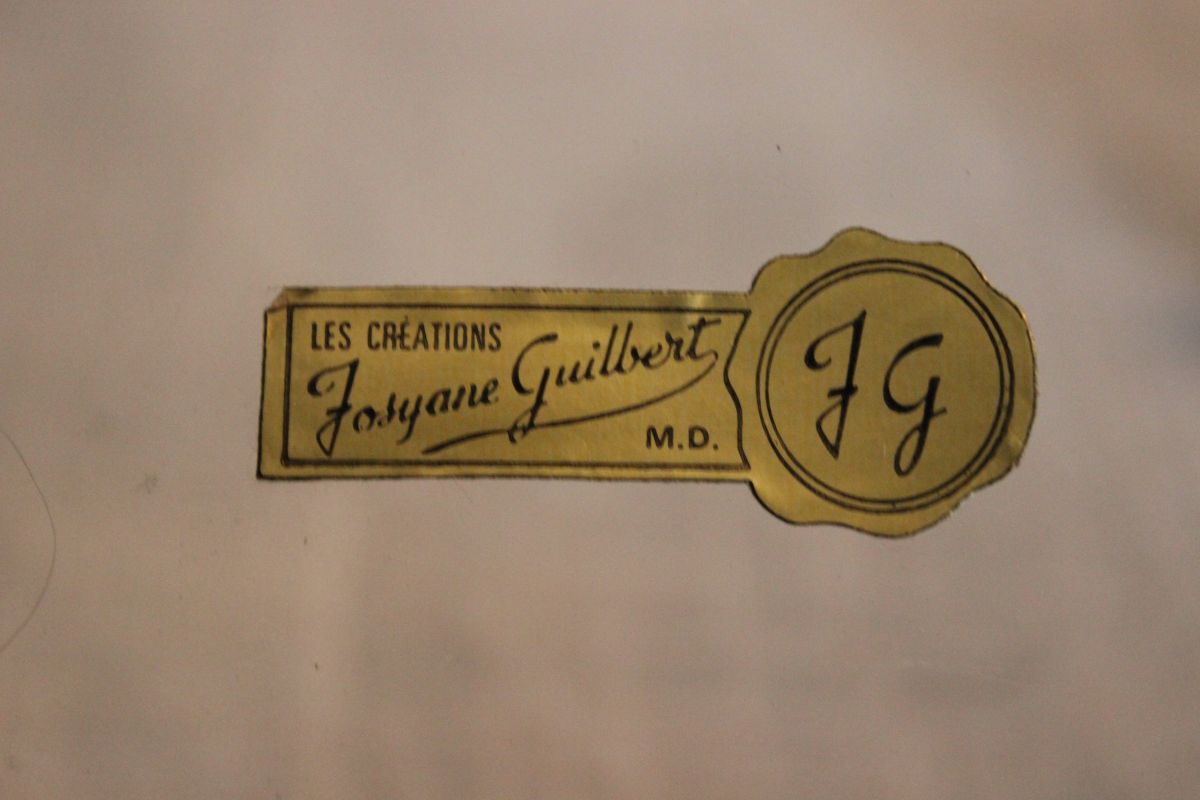 LES CRÉATIONS
Josyane Guilbert
M.D.
JG